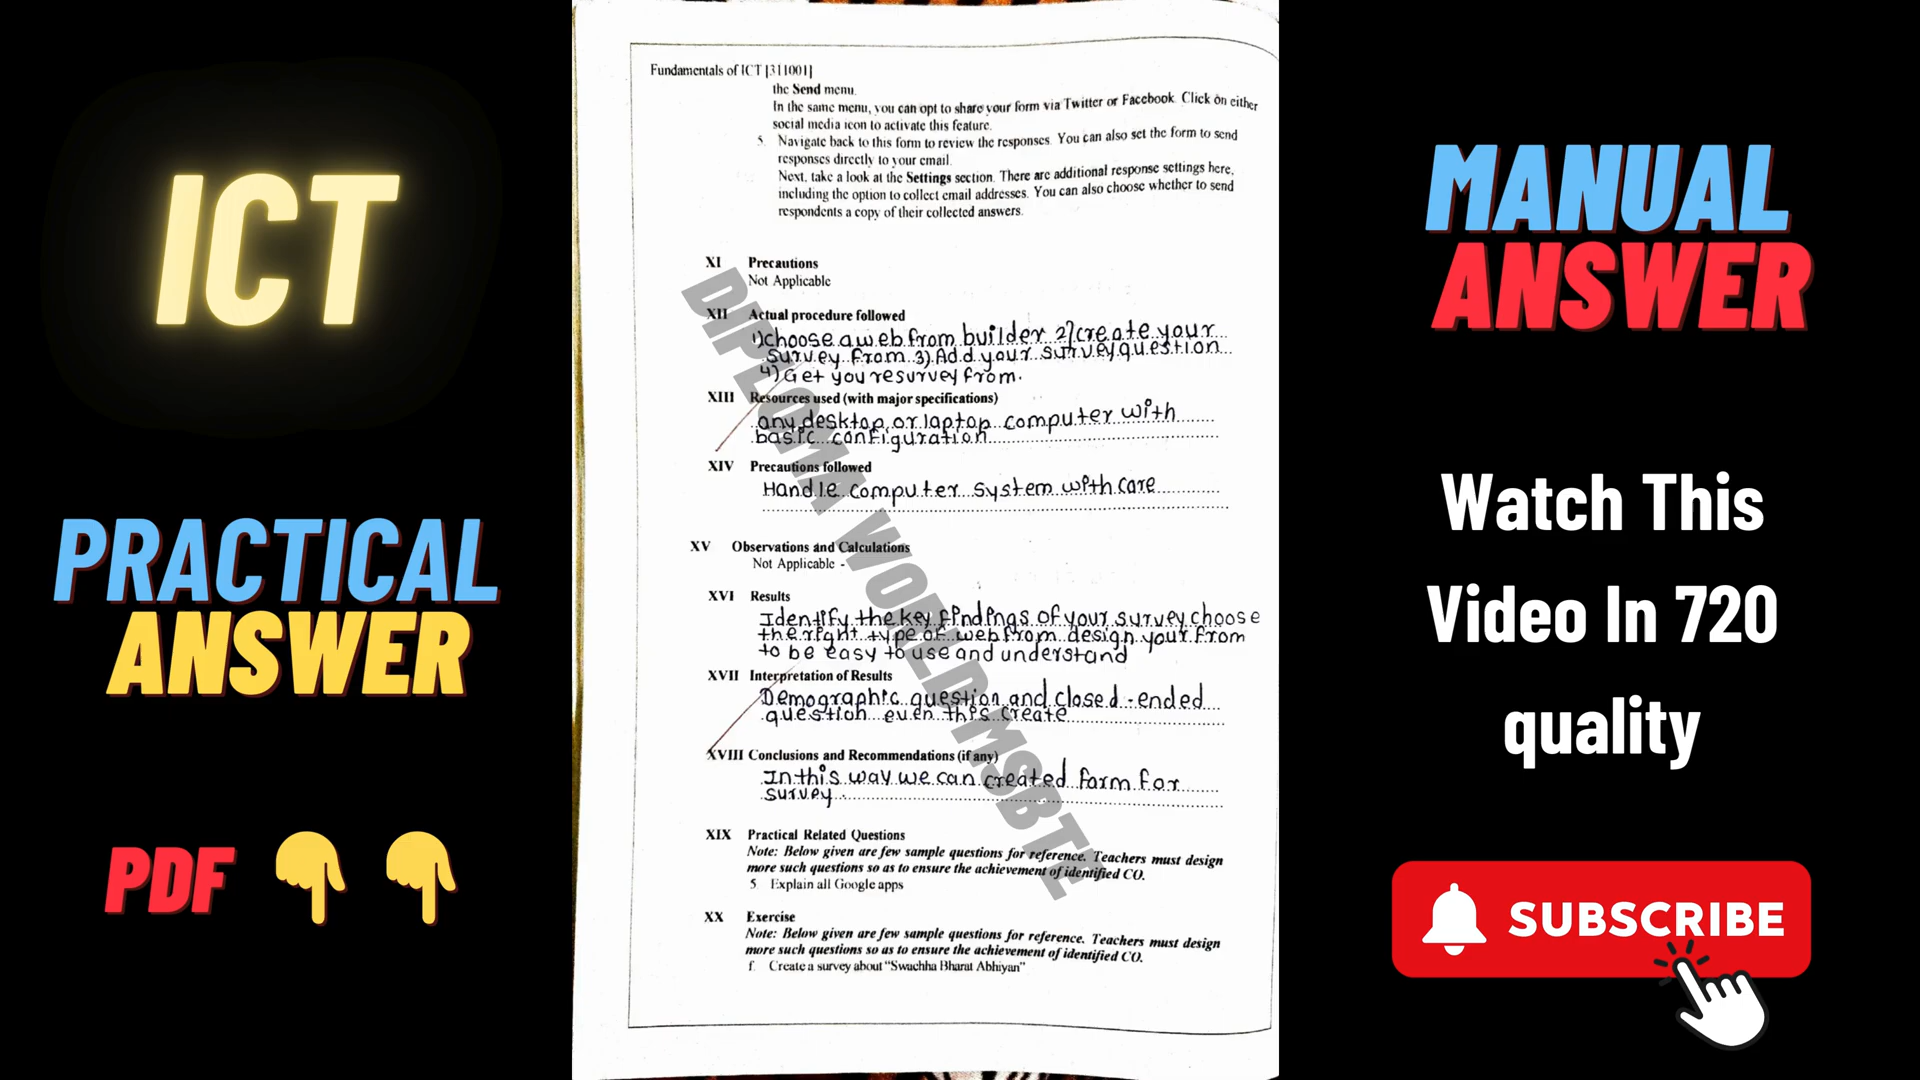 ICT
PRACTICAL
ANSWER
PDF
Fundamentals of ICT [311001]
the Send menu.
In the same menu, you can opt to share your form via Twitter or Facebook. Click on either
social media icon to activate this feature.
5. Navigate back to this form to review the responses. You can also set the form to send
responses directly to your email.
Next, take a look at the Settings section. There are additional response settings here,
including the option to collect email addresses. You can also choose whether to send
respondents a copy of their collected answers.
XI Precautions
Not Applicable
XII Actual procedure followed
1) choose a web from builder 2) create your
survey from 3) Add your survey question
4) Get you resurvey from.
XIII Resources used (with major specifications)
any desktop or laptop computer with
basic configuration
XIV Precautions followed
Handle computer system with care
XV Observations and Calculations
Not Applicable -
XVI Results
Identify the key findings of your survey choose
the right type of web from design your from
to be easy to use and understand
XVII Interpretation of Results
Demographic question and closed-ended
question even this create
XVIII Conclusions and Recommendations (if any)
In this way we can created farm for
survey.
XIX Practical Related Questions
Note: Below given are few sample questions for reference. Teachers must design
more such questions so as to ensure the achievement of identified CO.
5. Explain all Google apps
XX Exercise
Note: Below given are few sample questions for reference. Teachers must design
more such questions so as to ensure the achievement of identified CO.
f. Create a survey about "Swachha Bharat Abhiyan"
DIPLOMA WORLD MSBTE
MANUAL
ANSWER
Watch This
Video In 720
quality
SUBSCRIBE